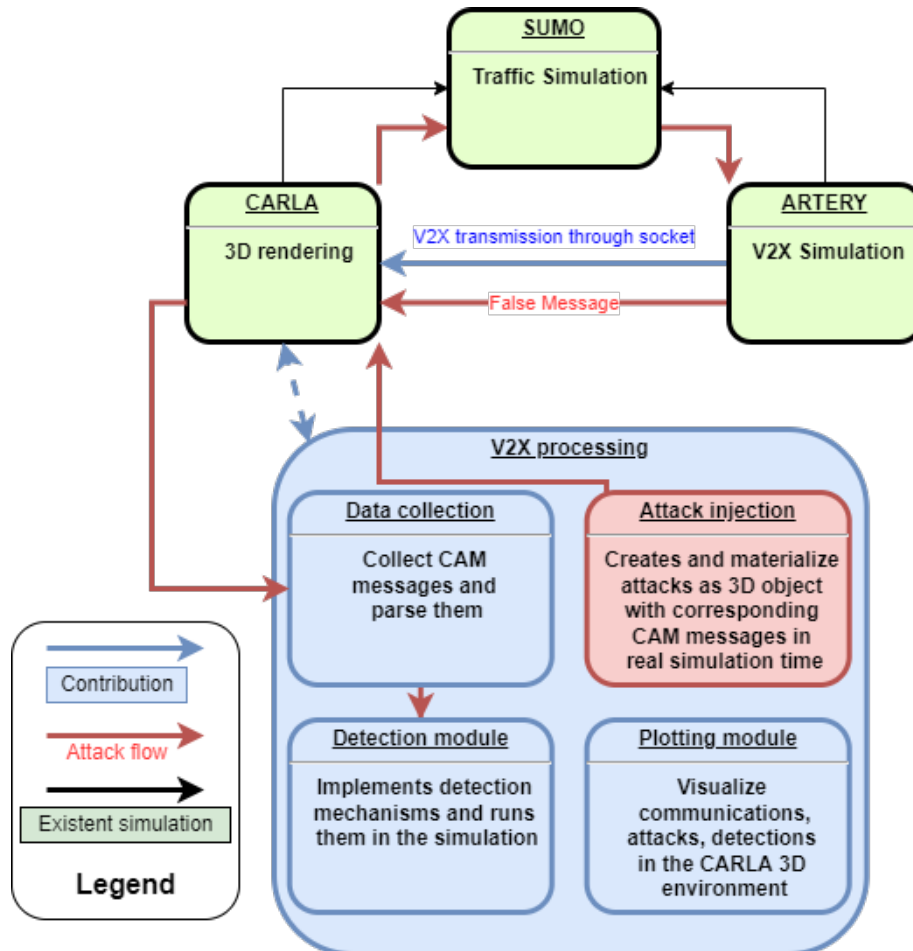 SUMO
Traffic Simulation
CARLA
3D rendering
ARTERY
V2X Simulation
V2X transmission through socket
False Message
V2X processing
Data collection
Collect CAM
messages and
parse them
Attack injection
Creates and materialize
attacks as 3D object
with corresponding
CAM messages in
real simulation time
Detection module
Implements detection
mechanisms and runs
them in the simulation
Plotting module
Visualize
communications,
attacks, detections
in the CARLA 3D
environment
Contribution
Attack flow
Existent simulation
Legend